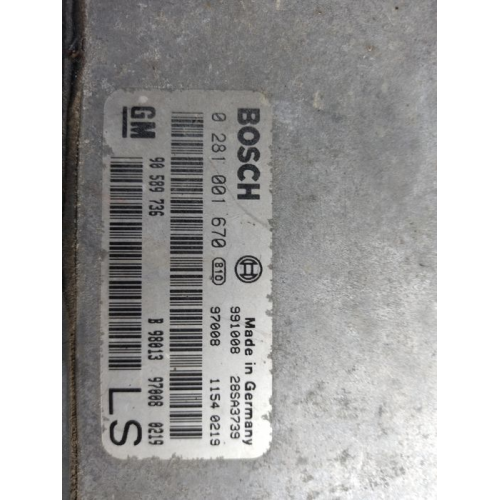 BOSCH
Made in Germany
0 281 001 670 810
991008 28SA3739
97008 1154 0219
GM 90 589 736 B 98013 97008 0219 LS